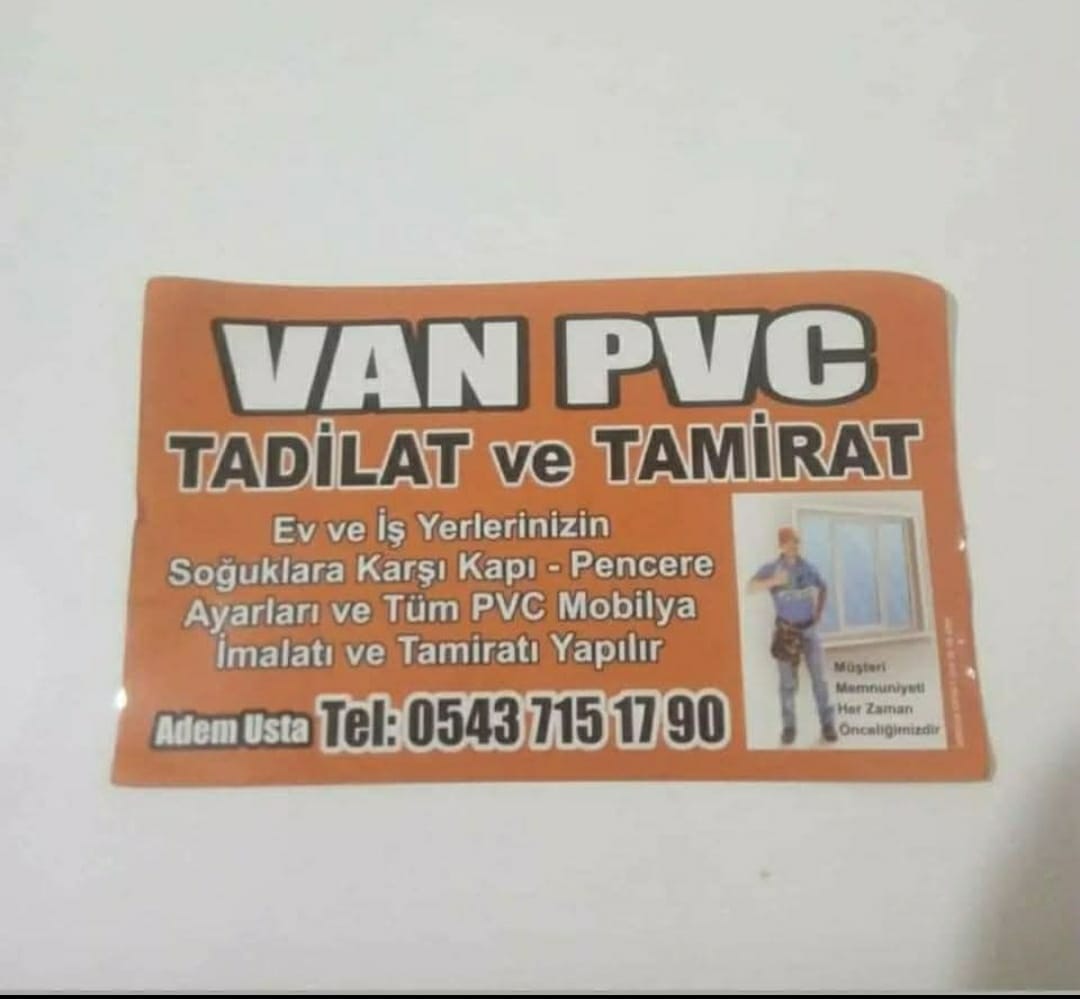 VAN PVC
TADİLAT ve TAMİRAT
Ev ve İş Yerlerinizin
Soğuklara Karşı Kapı - Pencere
Ayarları ve Tüm PVC Mobilya
İmalatı ve Tamiratı Yapılır
Adem Usta Tel: 0543 715 17 90
Müşteri
Memnuniyeti
Her Zaman
Önceliğimizdir